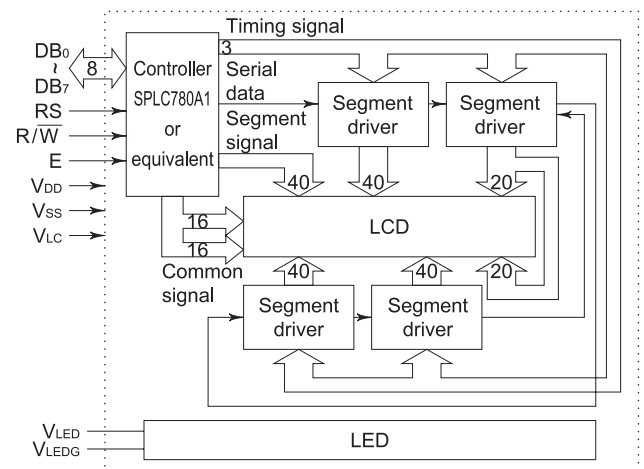 Timing signal
DB0
~
DB7
8
RS
R/W
E
VDD
VSS
VLC
Controller
SPLC780A1
or
equivalent
3
Serial
data
Segment
signal
Segment
driver
Segment
driver
40
40
20
16
16
LCD
Common
signal
40
40
20
Segment
driver
Segment
driver
VLED
VLEDG
LED